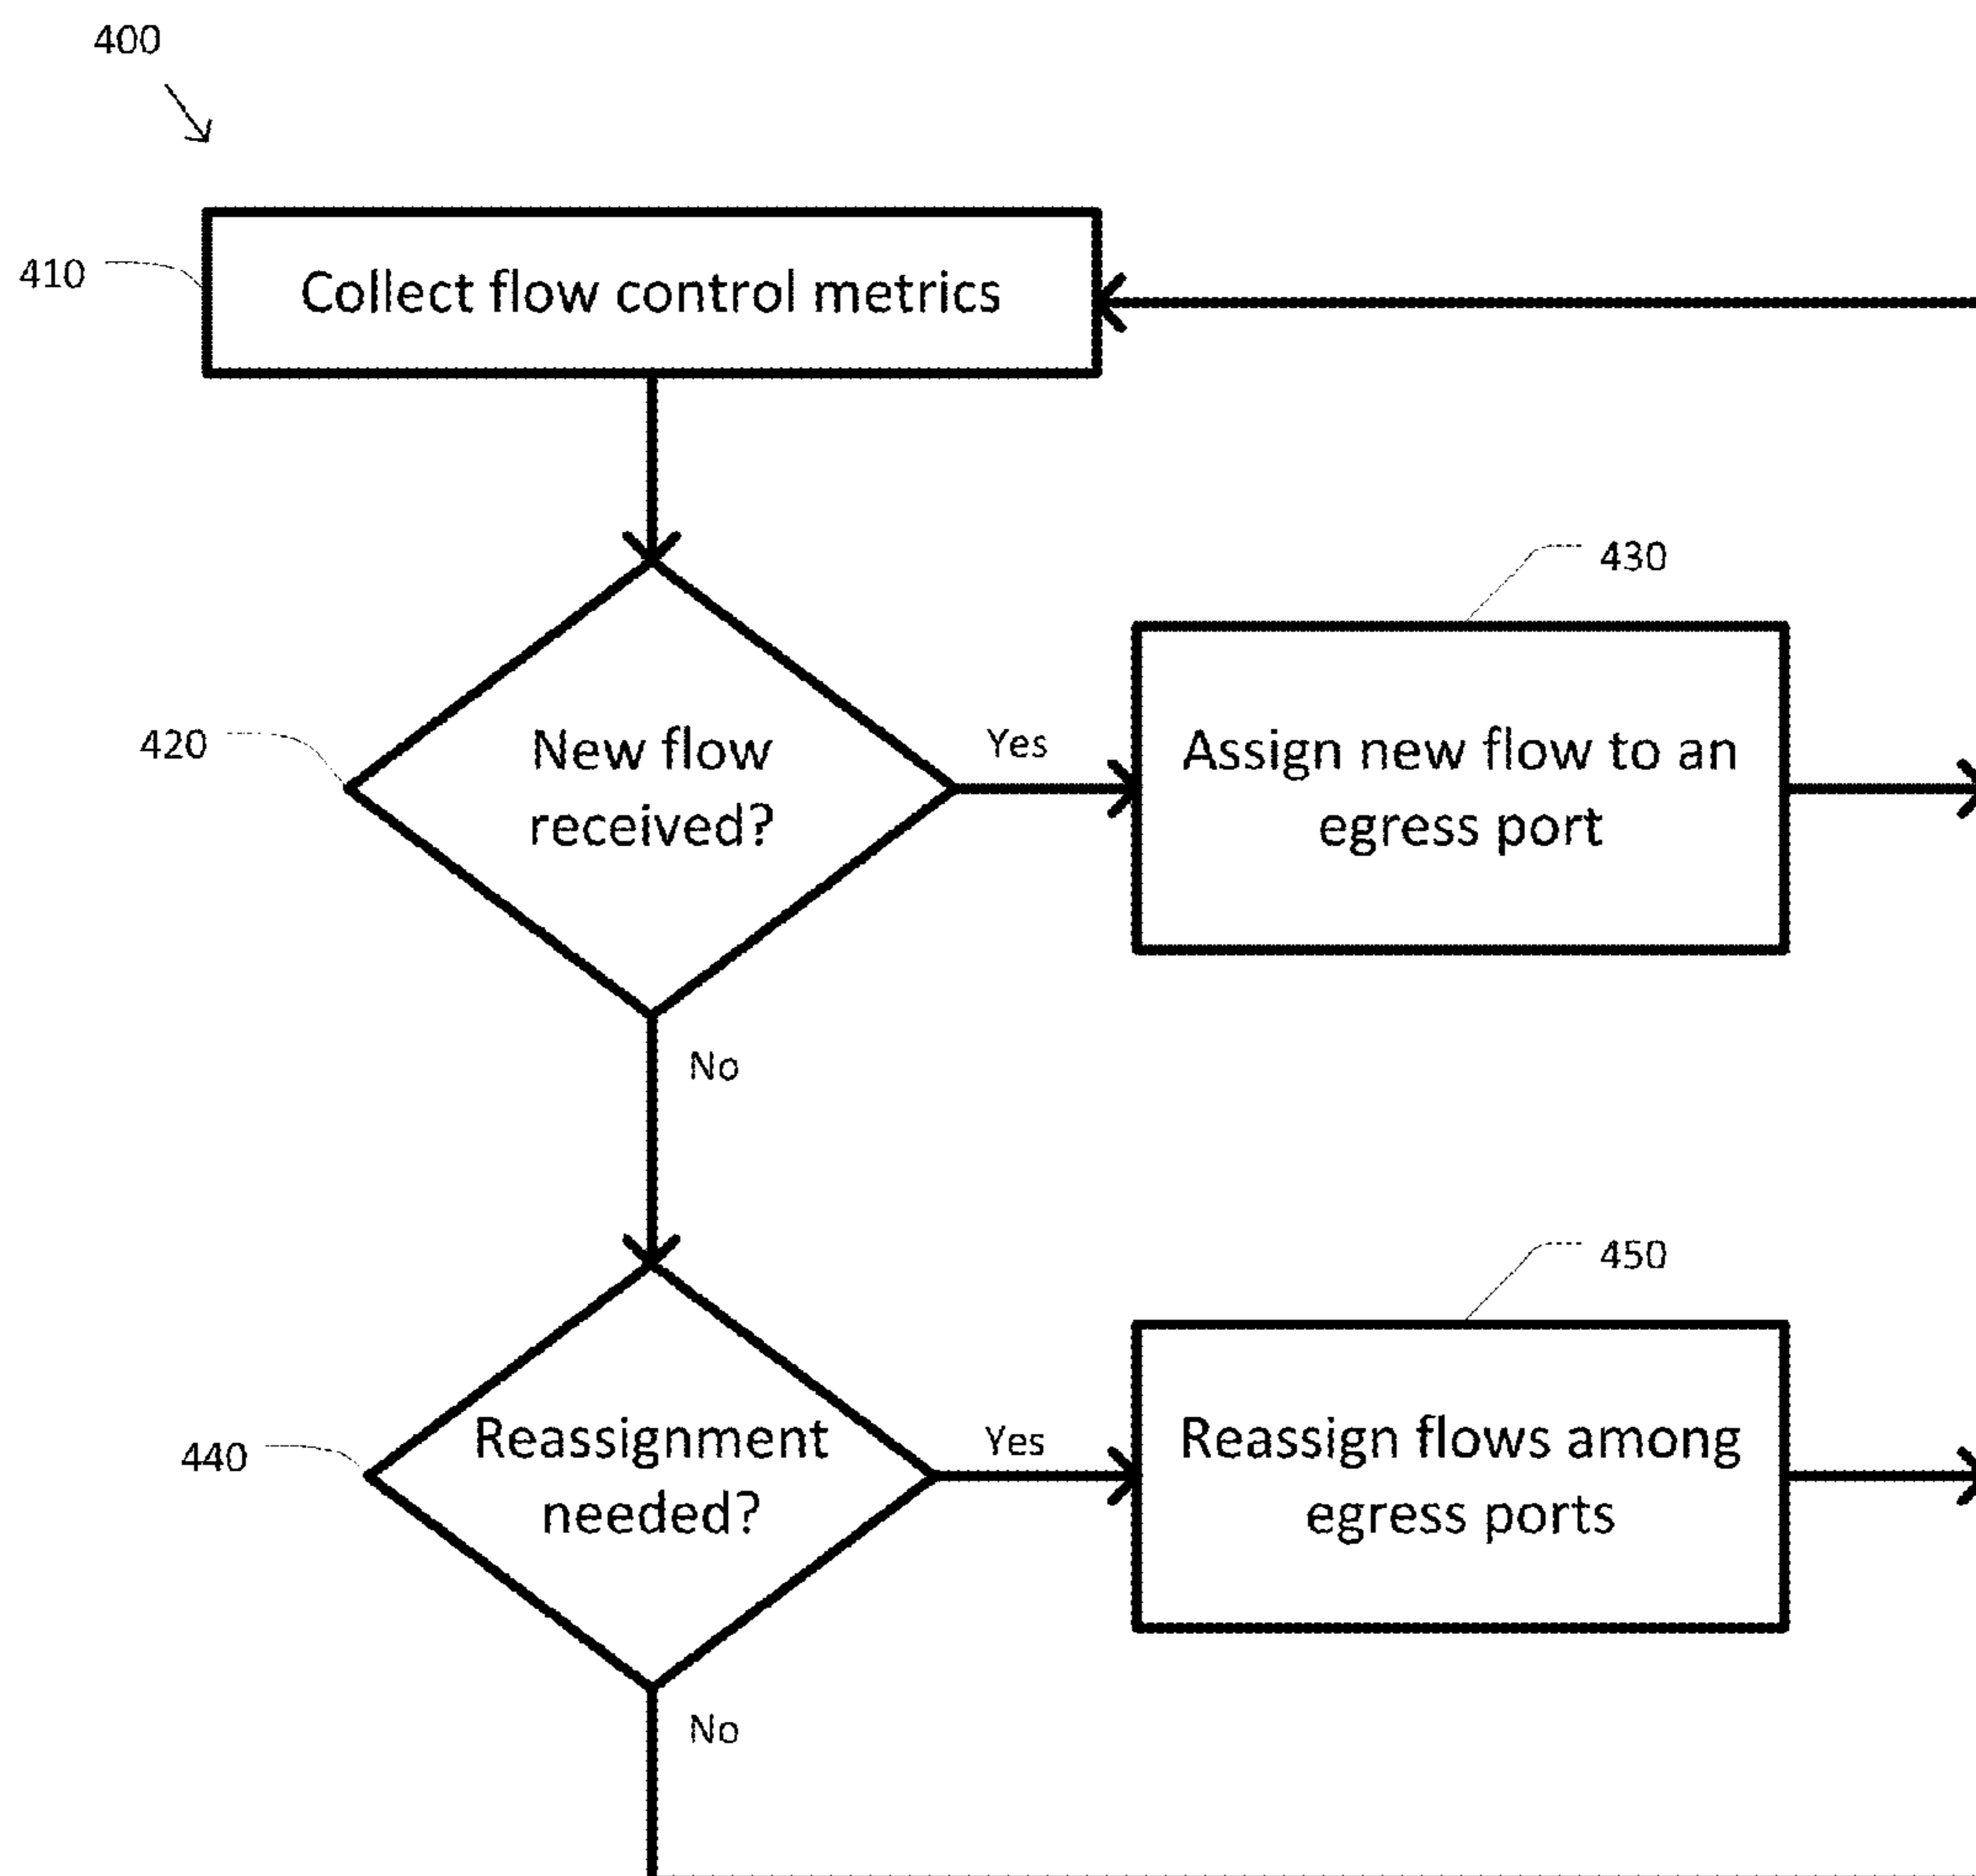 400
410
Collect flow control metrics
430
420
New flow
received?
Yes
Assign new flow to an
egress port
No
450
440
Reassignment
needed?
Yes
Reassign flows among
egress ports
No